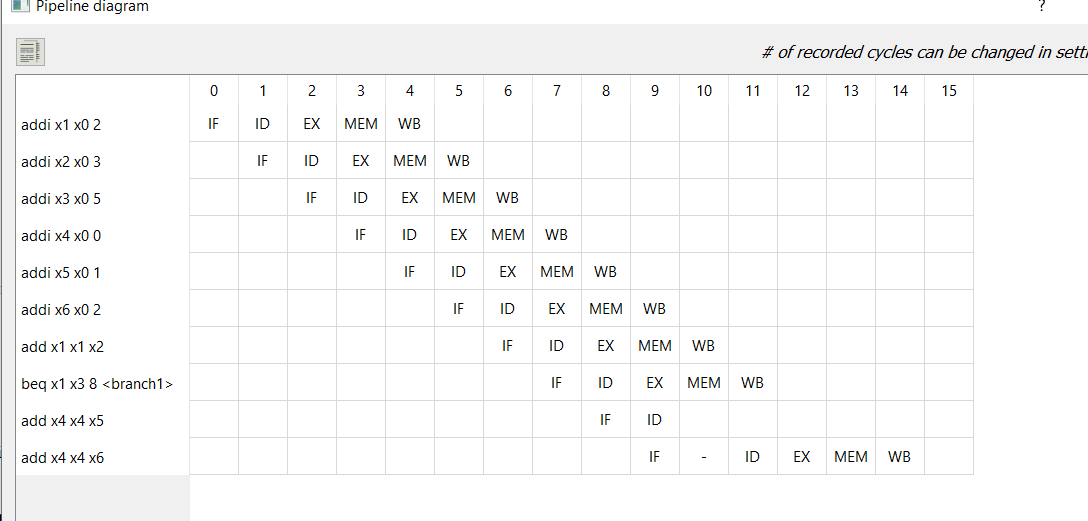 Pipeline diagram ?
# of recorded cycles can be changed in setti
0 1 2 3 4 5 6 7 8 9 10 11 12 13 14 15
addi x1 x0 2 IF ID EX MEM WB
addi x2 x0 3 IF ID EX MEM WB
addi x3 x0 5 IF ID EX MEM WB
addi x4 x0 0 IF ID EX MEM WB
addi x5 x0 1 IF ID EX MEM WB
addi x6 x0 2 IF ID EX MEM WB
add x1 x1 x2 IF ID EX MEM WB
beq x1 x3 8 <branch1> IF ID EX MEM WB
add x4 x4 x5 IF ID
add x4 x4 x6 IF - ID EX MEM WB